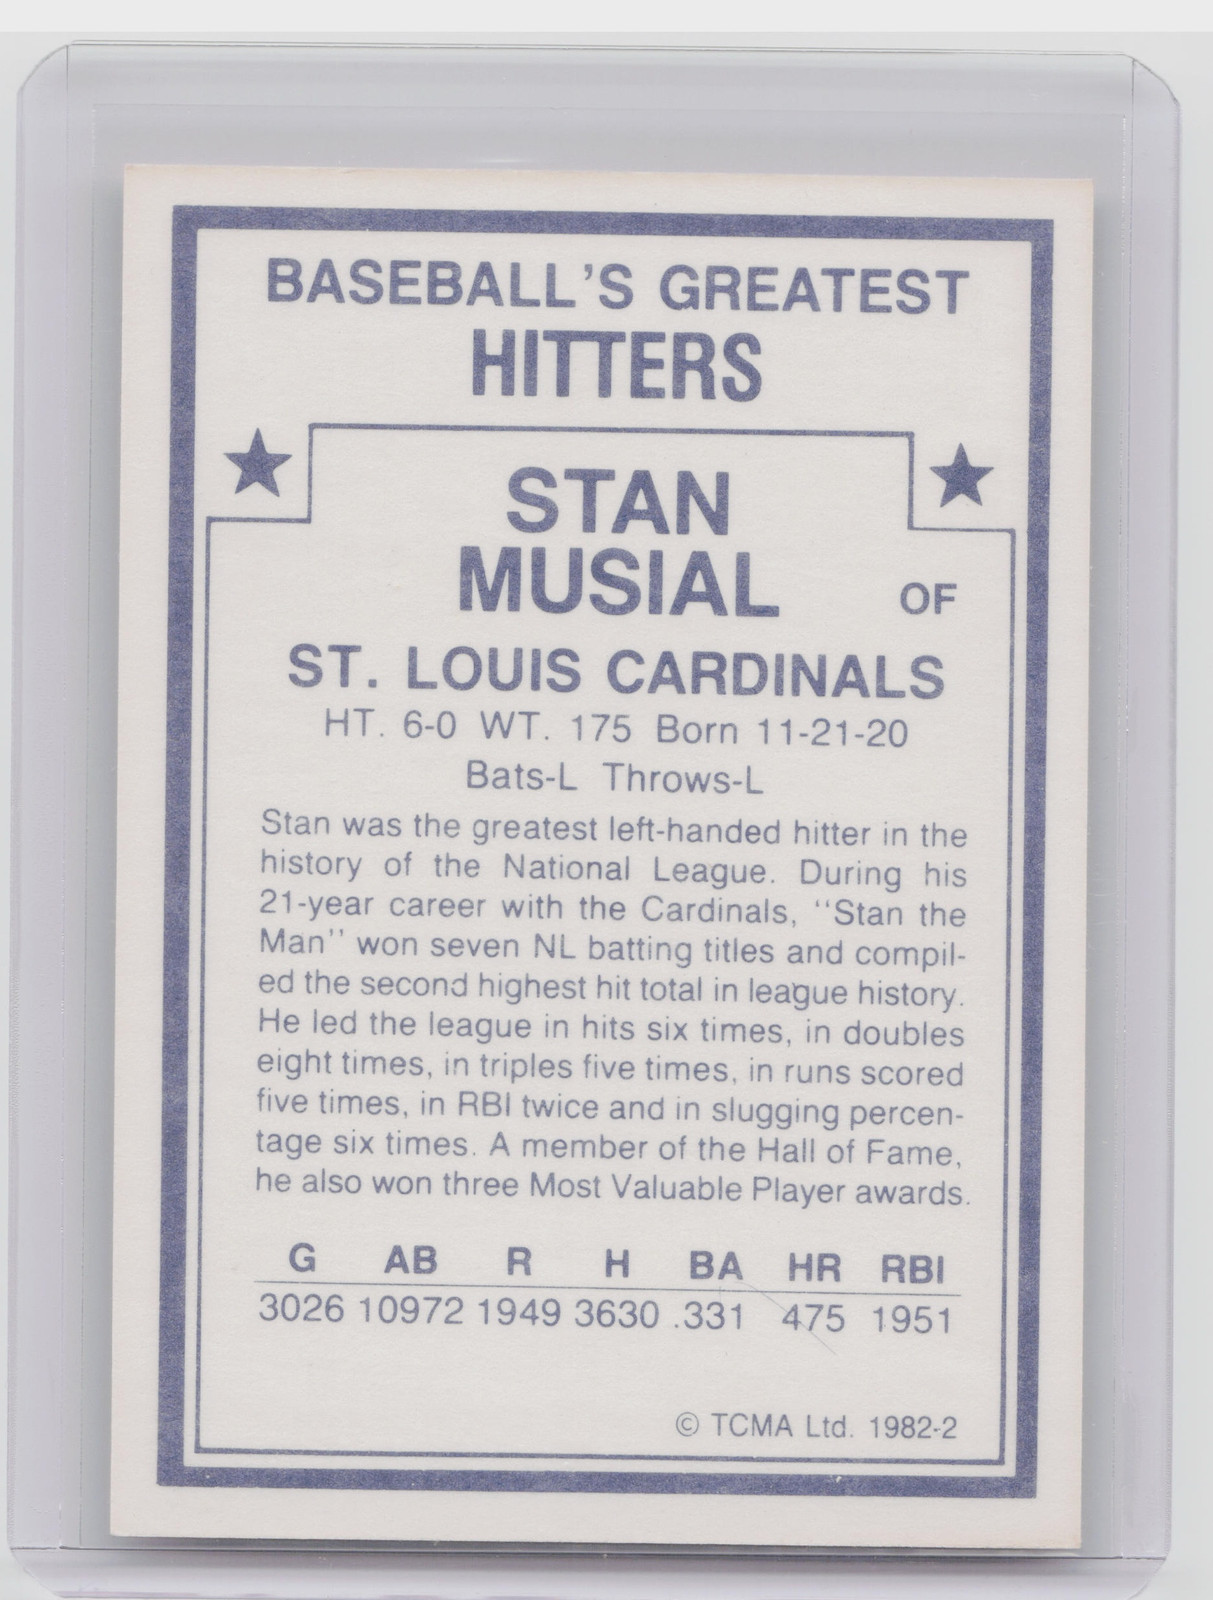 BASEBALL'S GREATEST
HITTERS
STAN
MUSIAL OF
ST. LOUIS CARDINALS
HT. 6-0 WT. 175 Born 11-21-20
Bats-L Throws-L
Stan was the greatest left-handed hitter in the
history of the National League. During his
21-year career with the Cardinals, "Stan the
Man" won seven NL batting titles and compil-
ed the second highest hit total in league history.
He led the league in hits six times, in doubles
eight times, in triples five times, in runs scored
five times, in RBI twice and in slugging percen-
tage six times. A member of the Hall of Fame,
he also won three Most Valuable Player awards.
G AB R H BA HR RBI
3026 10972 1949 3630 .331 475 1951
© TCMA Ltd. 1982-2